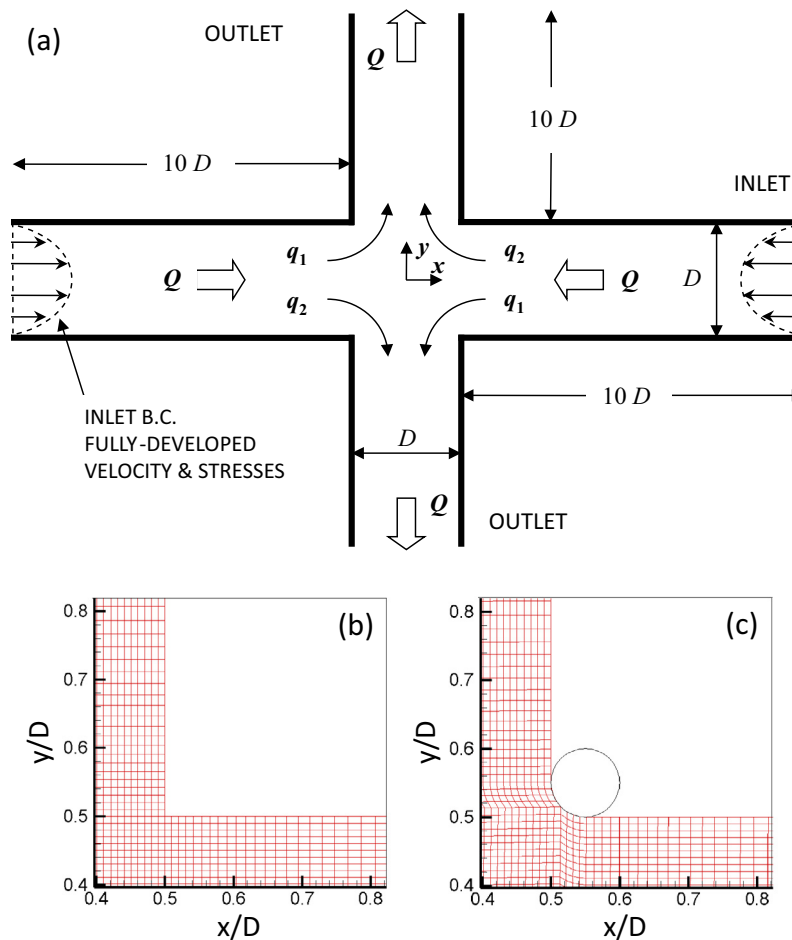 (a)
OUTLET
Q
10 D
10 D
INLET
q1
y
q2
Q
x
Q
D
q2
q1
10 D
INLET B.C.
FULLY-DEVELOPED
VELOCITY & STRESSES
D
Q
OUTLET
(b)
0.8
0.7
0.6
0.5
0.4
y/D
0.4 0.5 0.6 0.7 0.8
x/D
(c)
0.8
0.7
0.6
0.5
0.4
y/D
0.4 0.5 0.6 0.7 0.8
x/D